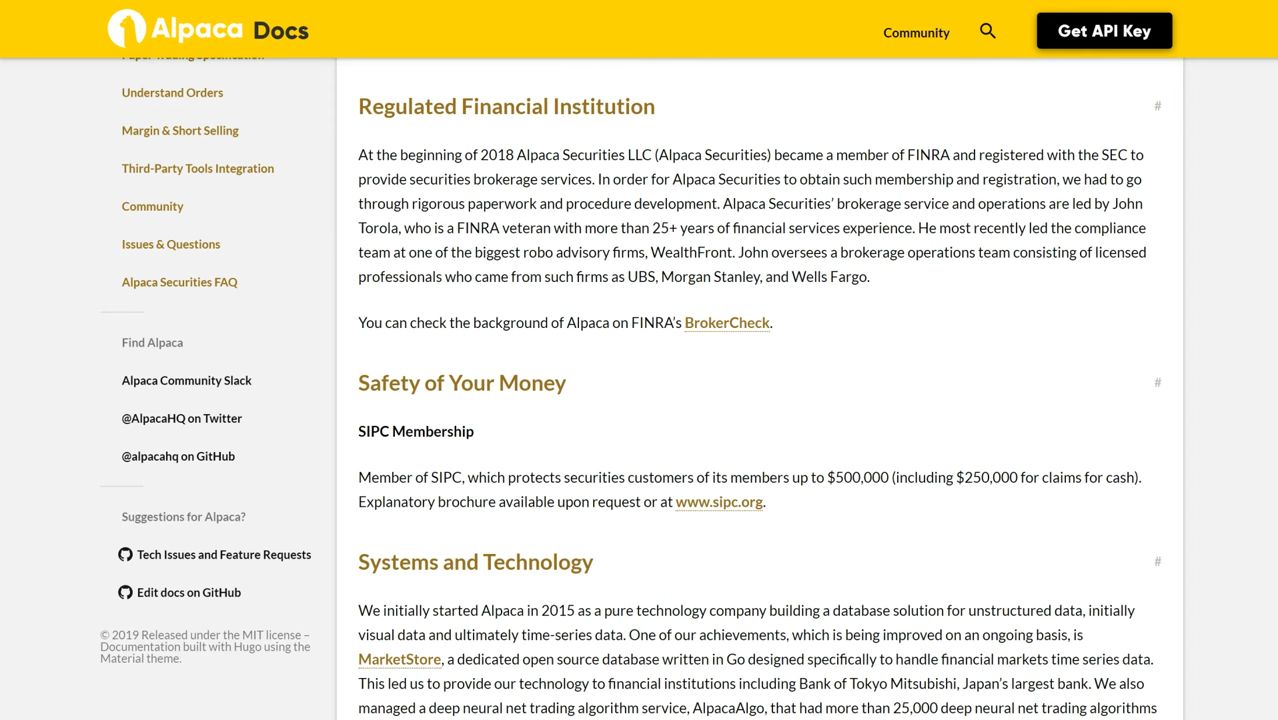 Alpaca Docs
Community
Get API Key
Paper Trading Specification
Understand Orders
Margin & Short Selling
Third-Party Tools Integration
Community
Issues & Questions
Alpaca Securities FAQ
Find Alpaca
Alpaca Community Slack
@AlpacaHQ on Twitter
@alpacahq on GitHub
Suggestions for Alpaca?
Tech Issues and Feature Requests
Edit docs on GitHub
© 2019 Released under the MIT license –
Documentation built with Hugo using the
Material theme.
Regulated Financial Institution #
At the beginning of 2018 Alpaca Securities LLC (Alpaca Securities) became a member of FINRA and registered with the SEC to
provide securities brokerage services. In order for Alpaca Securities to obtain such membership and registration, we had to go
through rigorous paperwork and procedure development. Alpaca Securities’ brokerage service and operations are led by John
Torola, who is a FINRA veteran with more than 25+ years of financial services experience. He most recently led the compliance
team at one of the biggest robo advisory firms, WealthFront. John oversees a brokerage operations team consisting of licensed
professionals who came from such firms as UBS, Morgan Stanley, and Wells Fargo.
You can check the background of Alpaca on FINRA’s BrokerCheck.
Safety of Your Money #
SIPC Membership
Member of SIPC, which protects securities customers of its members up to $500,000 (including $250,000 for claims for cash).
Explanatory brochure available upon request or at www.sipc.org.
Systems and Technology #
We initially started Alpaca in 2015 as a pure technology company building a database solution for unstructured data, initially
visual data and ultimately time-series data. One of our achievements, which is being improved on an ongoing basis, is
MarketStore, a dedicated open source database written in Go designed specifically to handle financial markets time series data.
This led us to provide our technology to financial institutions including Bank of Tokyo Mitsubishi, Japan’s largest bank. We also
managed a deep neural net trading algorithm service, AlpacaAlgo, that had more than 25,000 deep neural net trading algorithms